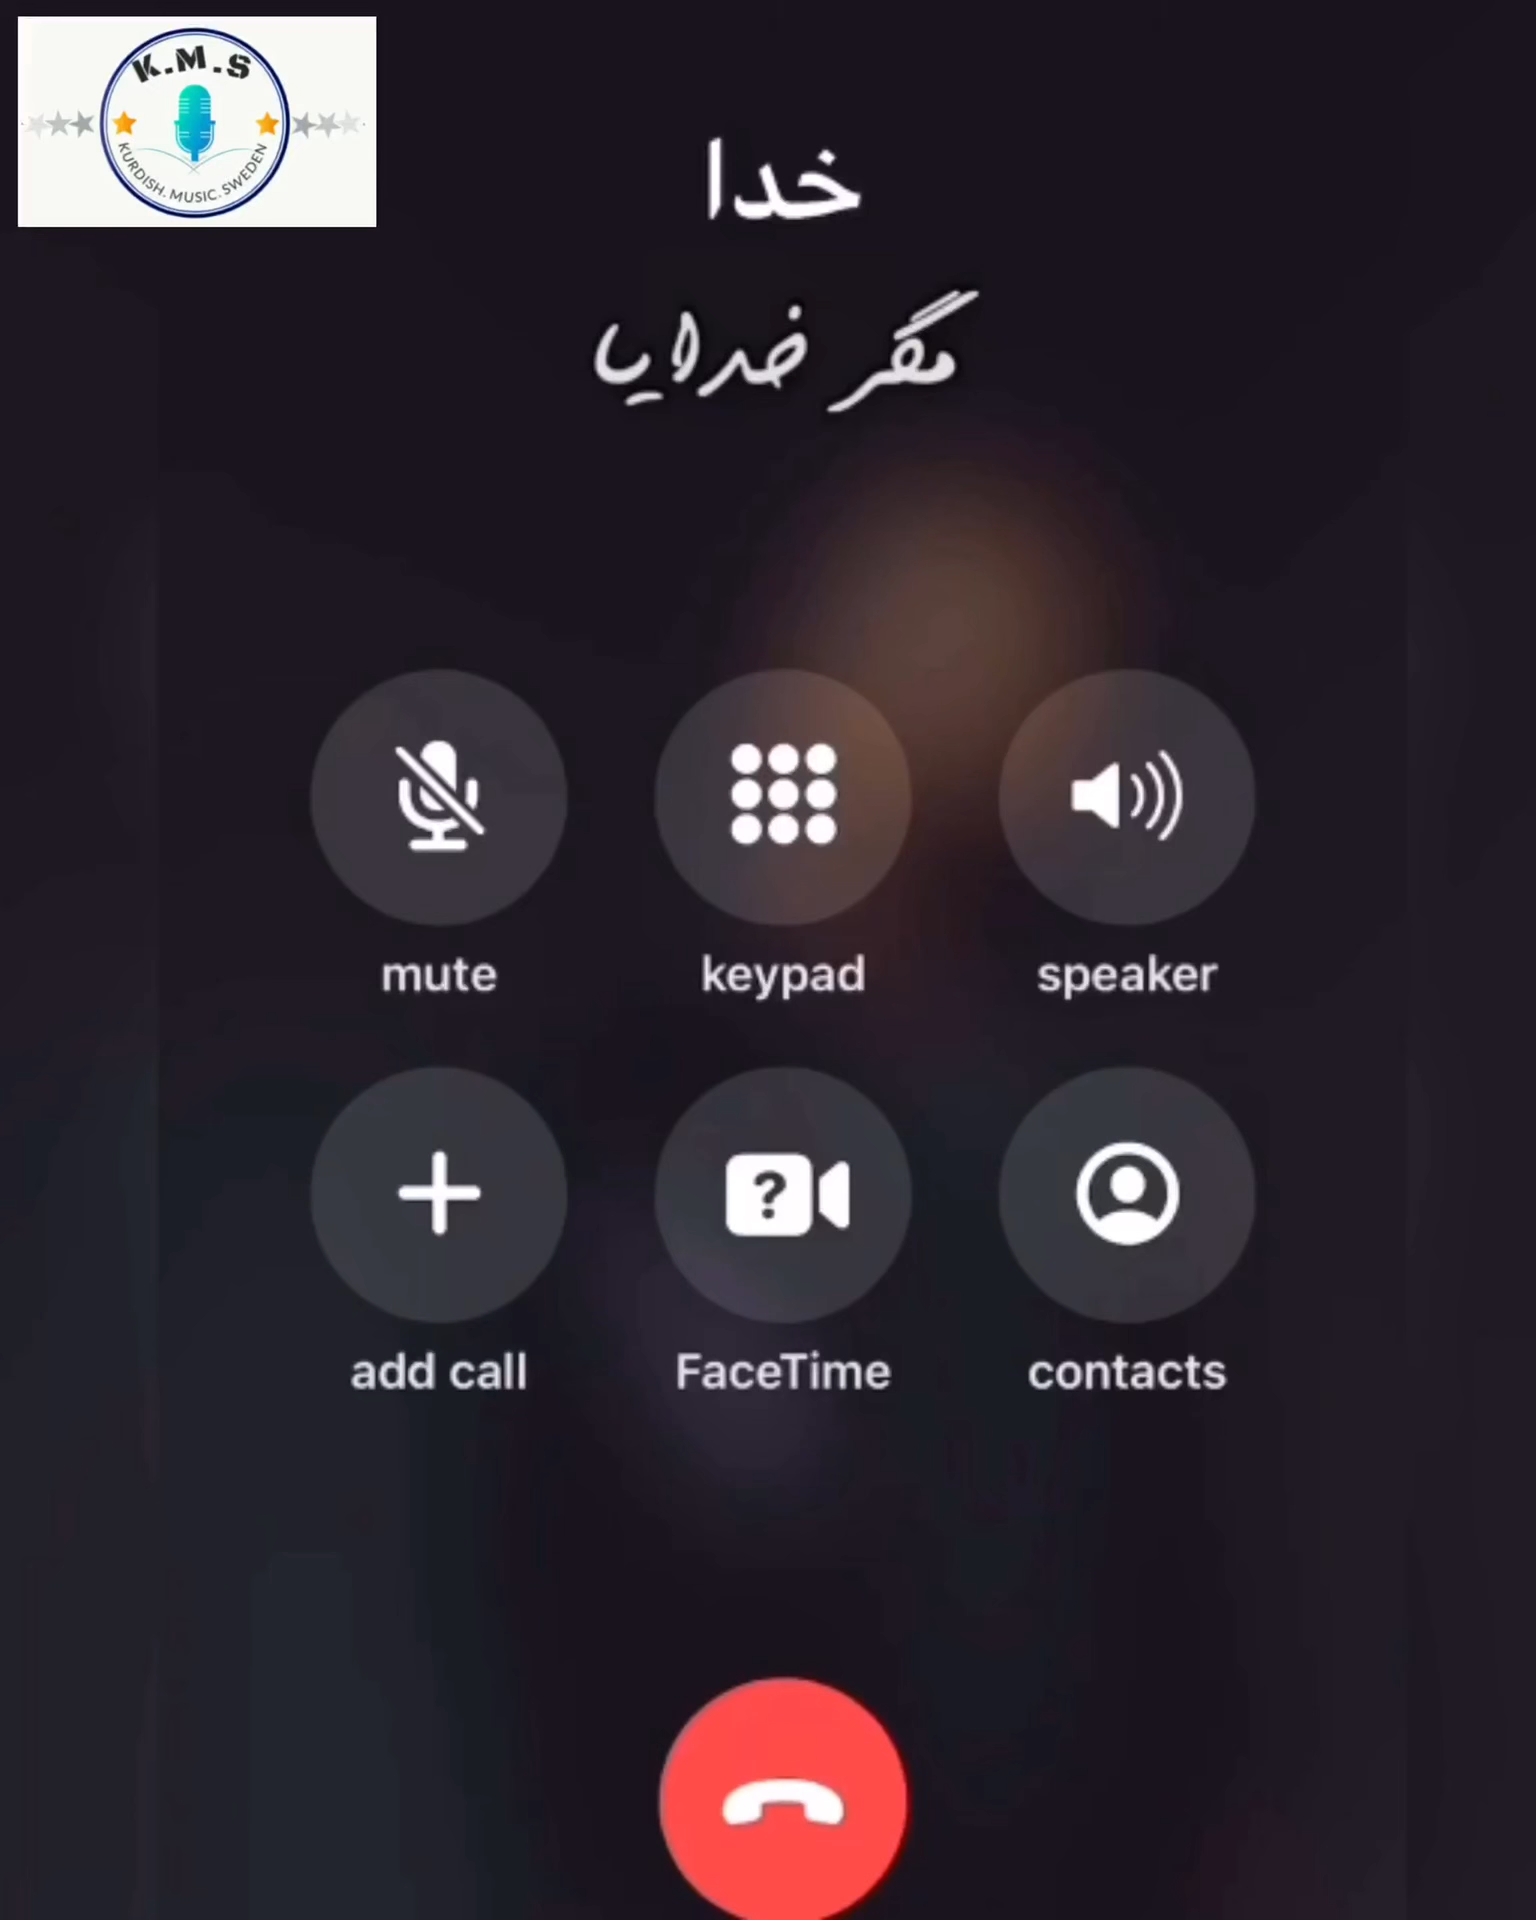 K.M.S
KURDISH. MUSIC. SWEDEN
خدا
مگر خدایا
mute
keypad
speaker
add call
FaceTime
contacts